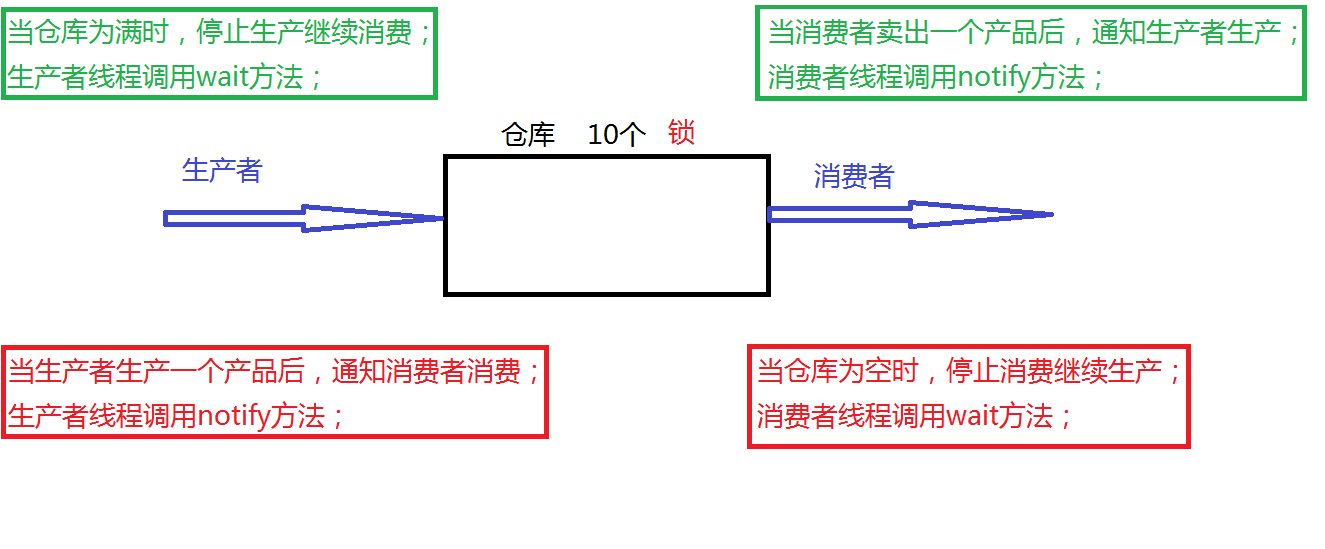 当仓库为满时，停止生产继续消费；
生产者线程调用wait方法；
当消费者卖出一个产品后，通知生产者生产；
消费者线程调用notify方法；
仓库 10个 锁
生产者
消费者
当生产者生产一个产品后，通知消费者消费；
生产者线程调用notify方法；
当仓库为空时，停止消费继续生产；
消费者线程调用wait方法；